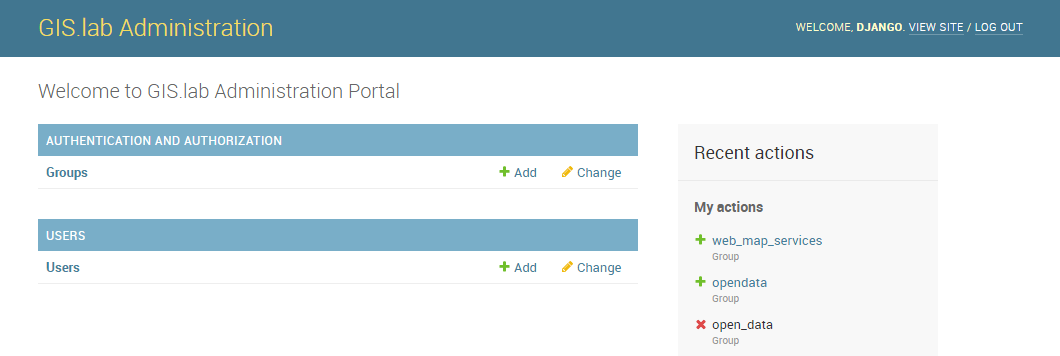 GIS.lab Administration
WELCOME, DJANGO. VIEW SITE / LOG OUT
Welcome to GIS.lab Administration Portal
AUTHENTICATION AND AUTHORIZATION
Groups Add Change
USERS
Users Add Change
Recent actions
My actions
web_map_services
Group
opendata
Group
open_data
Group